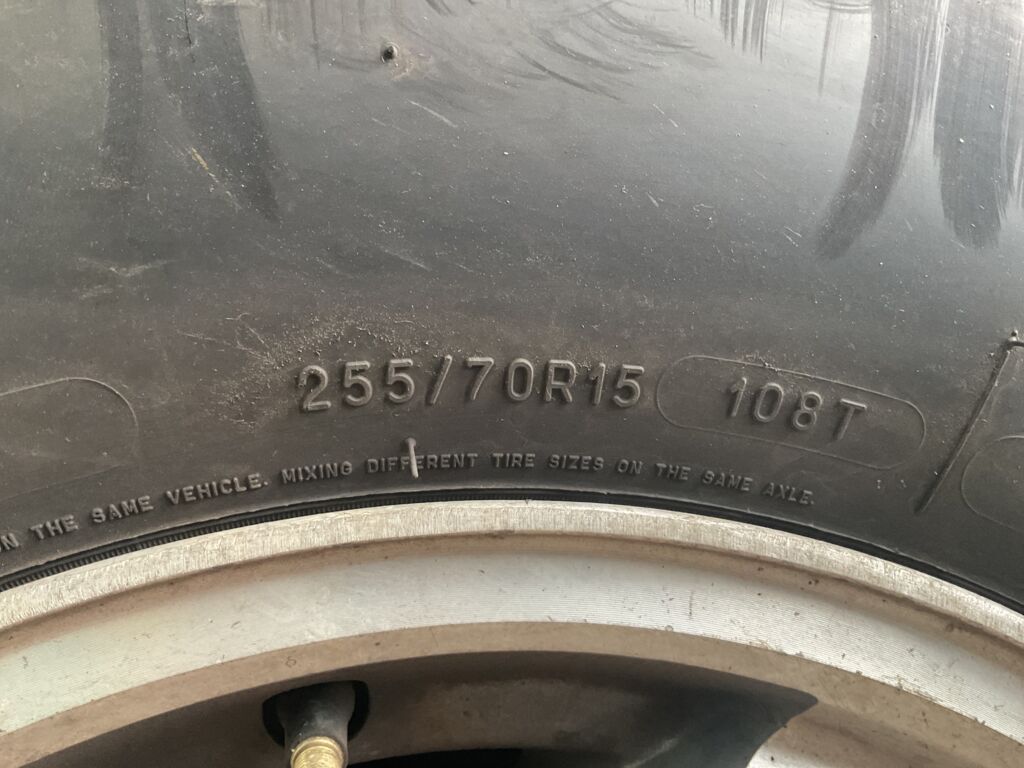 255/70R15 108T
N THE SAME VEHICLE. MIXING DIFFERENT TIRE SIZES ON THE SAME AXLE.